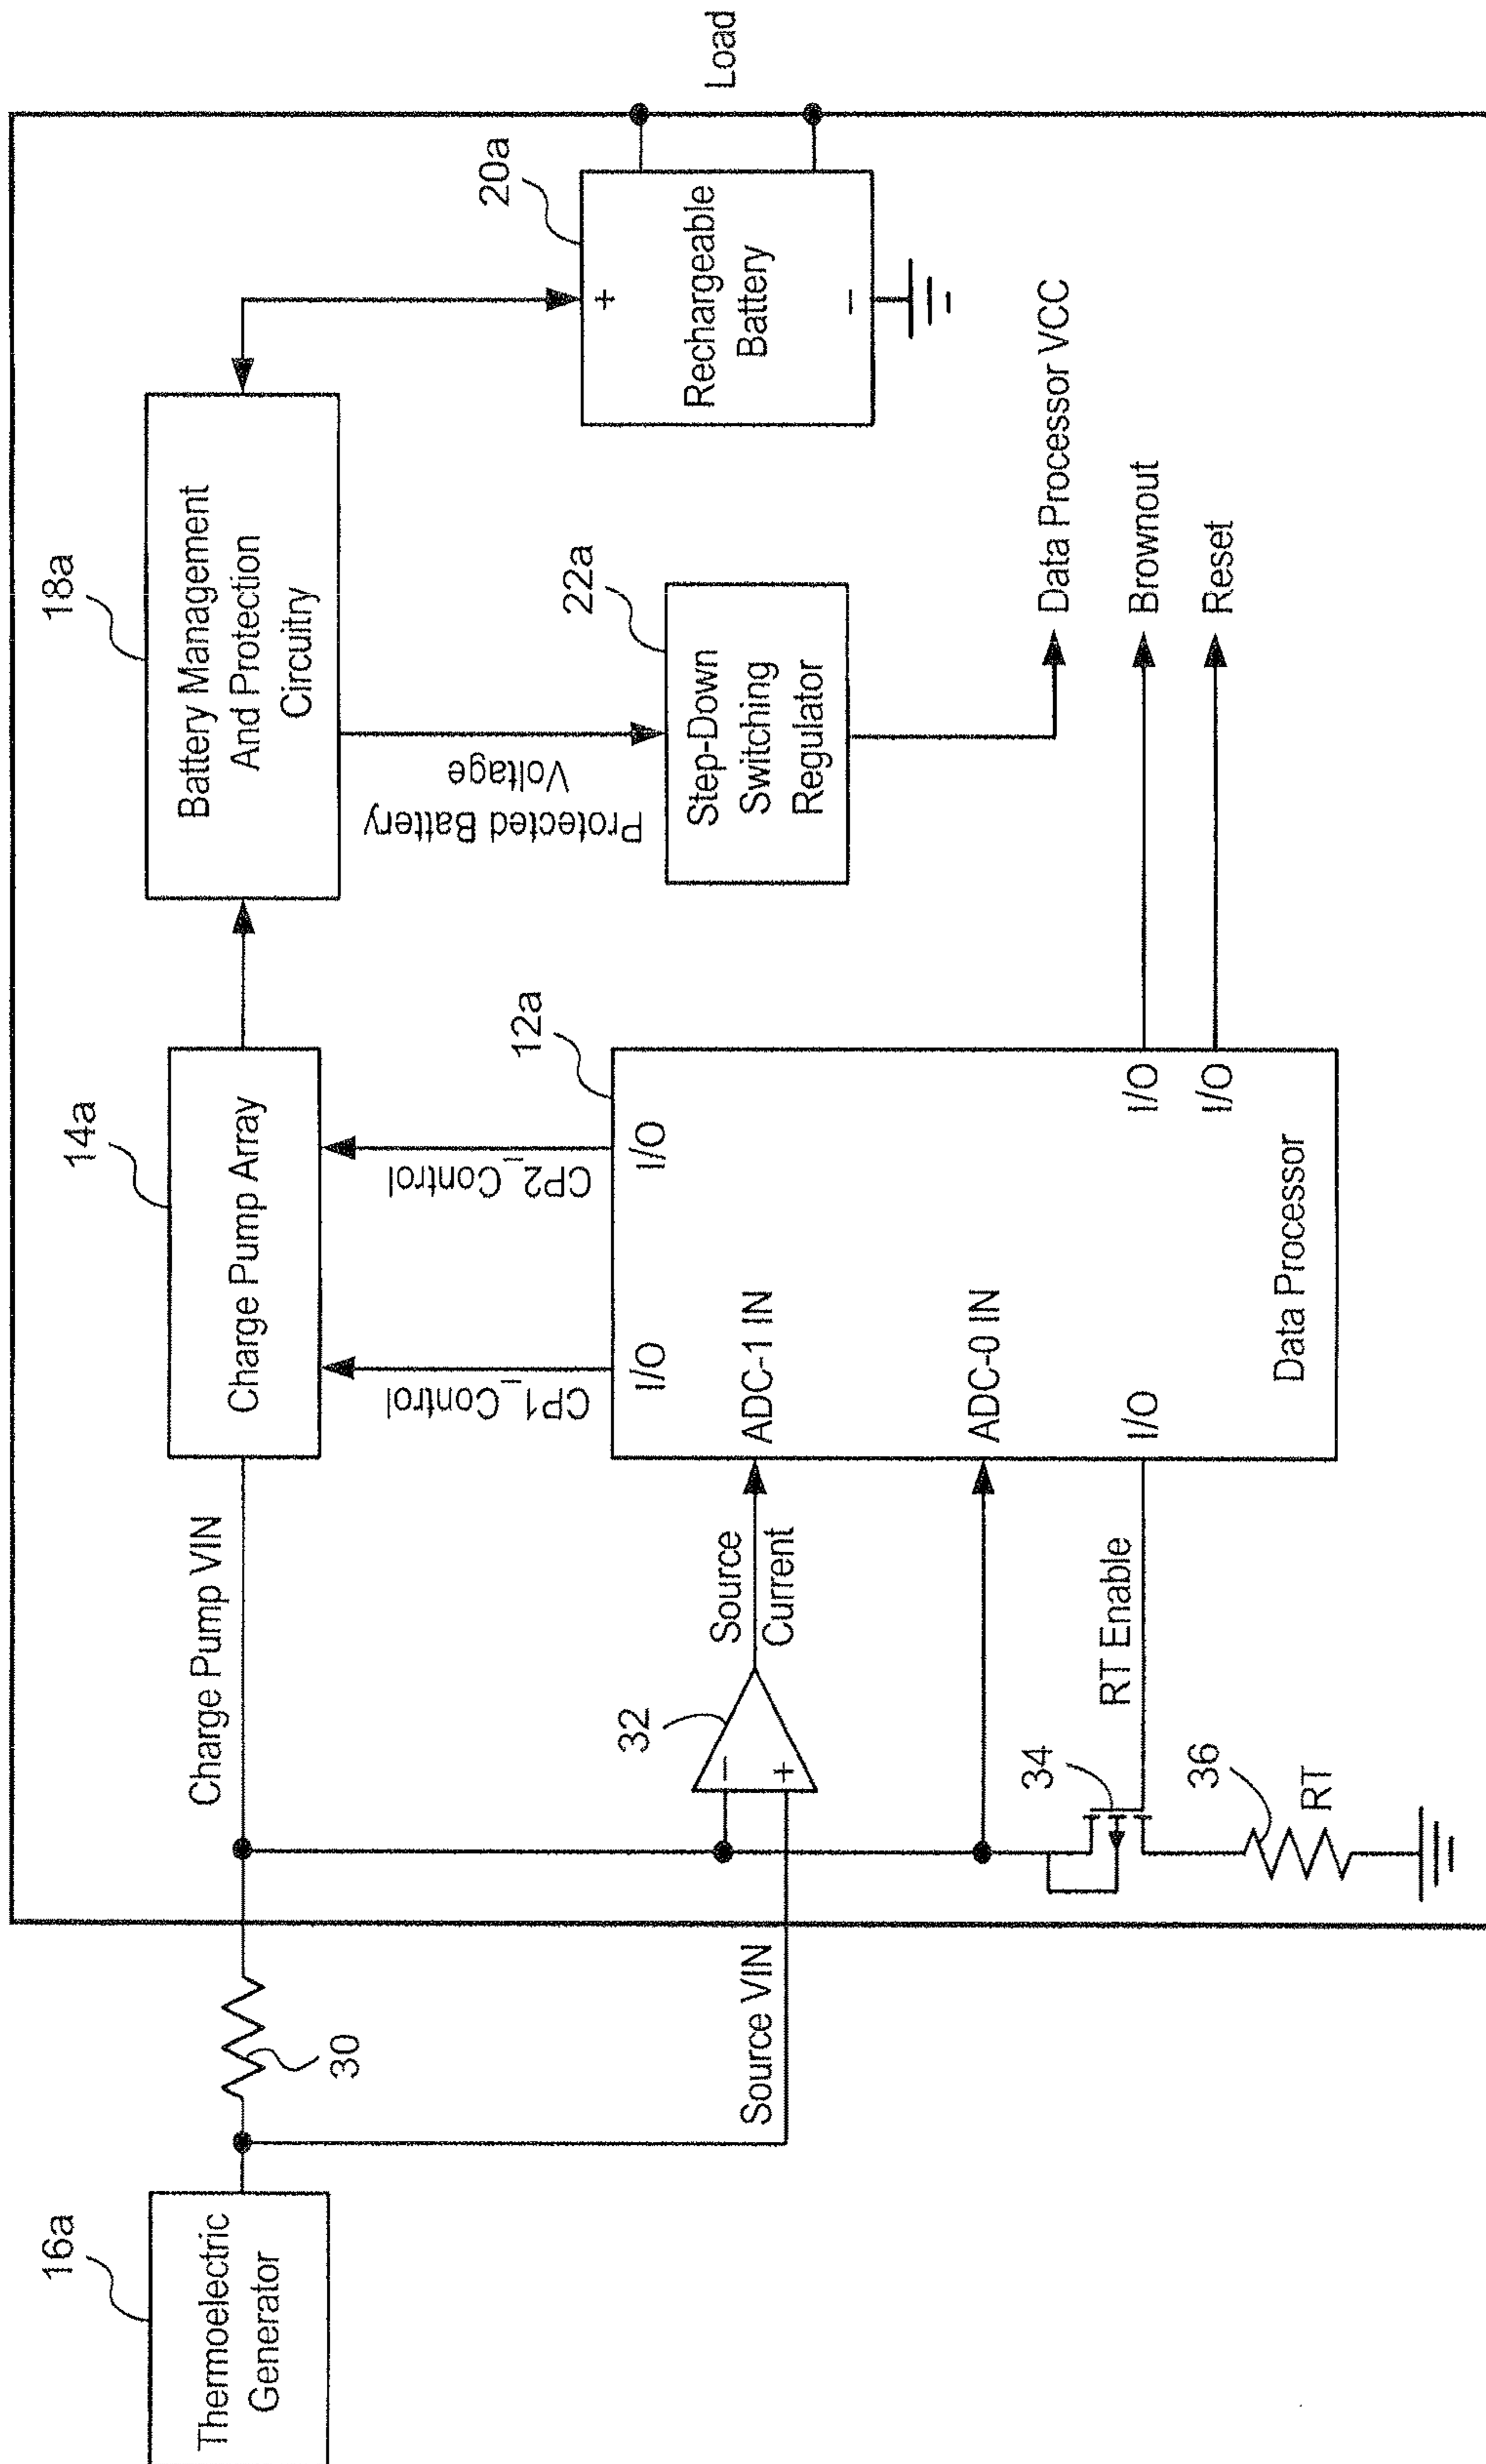 16a
Thermoelectric
Generator
30
Source VIN
Charge Pump VIN
14a
Charge Pump Array
18a
Battery Management
And Protection
Circuitry
20a
+
Rechargeable
Battery
−
Load
Protected Battery
Voltage
22a
Step-Down
Switching
Regulator
Data Processor VCC
CP1_Control
CP2_Control
12a
I/O
I/O
32
−
+
Source
Current
ADC-1 IN
ADC-0 IN
34
RT Enable
I/O
I/O
Brownout
I/O
Reset
Data Processor
36
RT